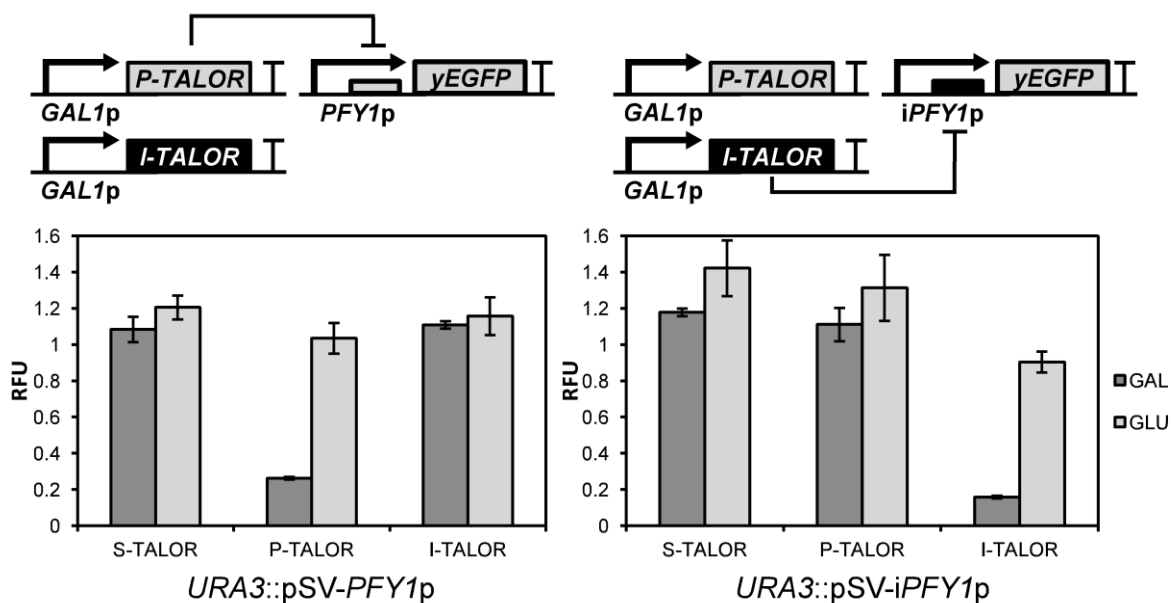 P-TALOR
yEGFP
GAL1p
PFY1p
I-TALOR
GAL1p
P-TALOR
yEGFP
GAL1p
iPFY1p
I-TALOR
GAL1p
1.6
1.4
1.2
1
0.8
0.6
0.4
0.2
0
RFU
S-TALOR P-TALOR I-TALOR
URA3::pSV-PFY1p
1.6
1.4
1.2
1
0.8
0.6
0.4
0.2
0
RFU
S-TALOR P-TALOR I-TALOR
URA3::pSV-iPFY1p
GAL
GLU